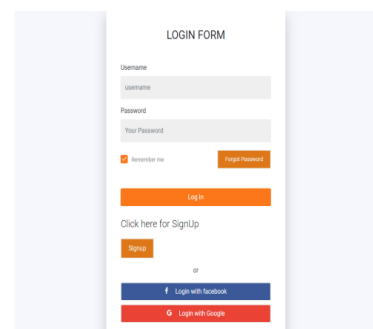 LOGIN FORM
Username
username
Password
Your Password
Remember me Forgot Password
Log In
Click here for SignUp
Signup
or
f Login with facebook
G Login with Google